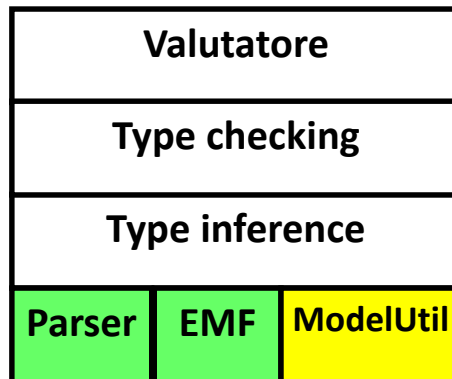 Valutatore
Type checking
Type inference
Parser EMF ModelUtil